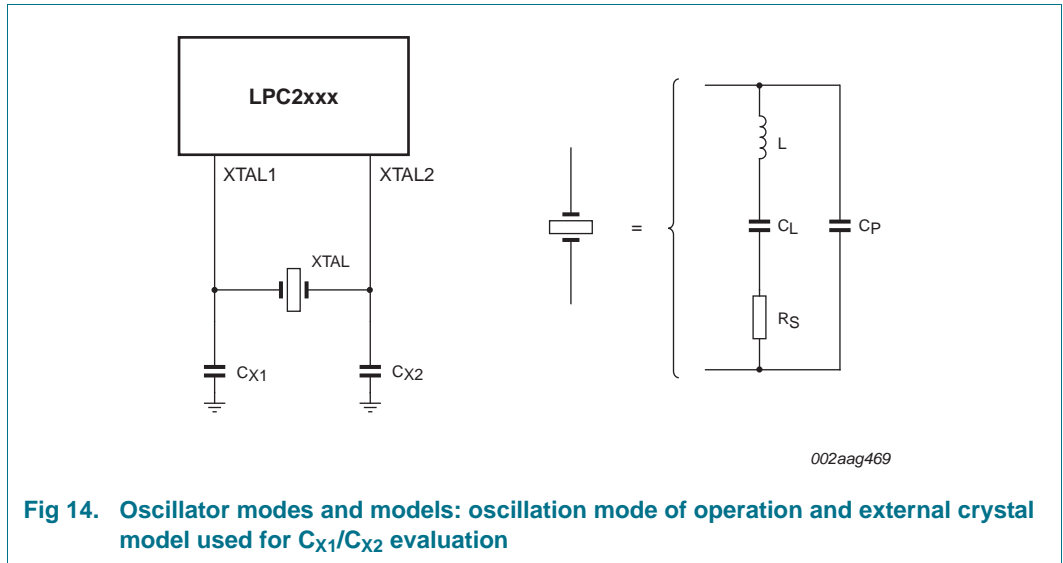 LPC2xxx
XTAL1
XTAL2
XTAL
CX1
CX2
=
L
CL
CP
RS
002aag469
Fig 14. Oscillator modes and models: oscillation mode of operation and external crystal
model used for CX1/CX2 evaluation